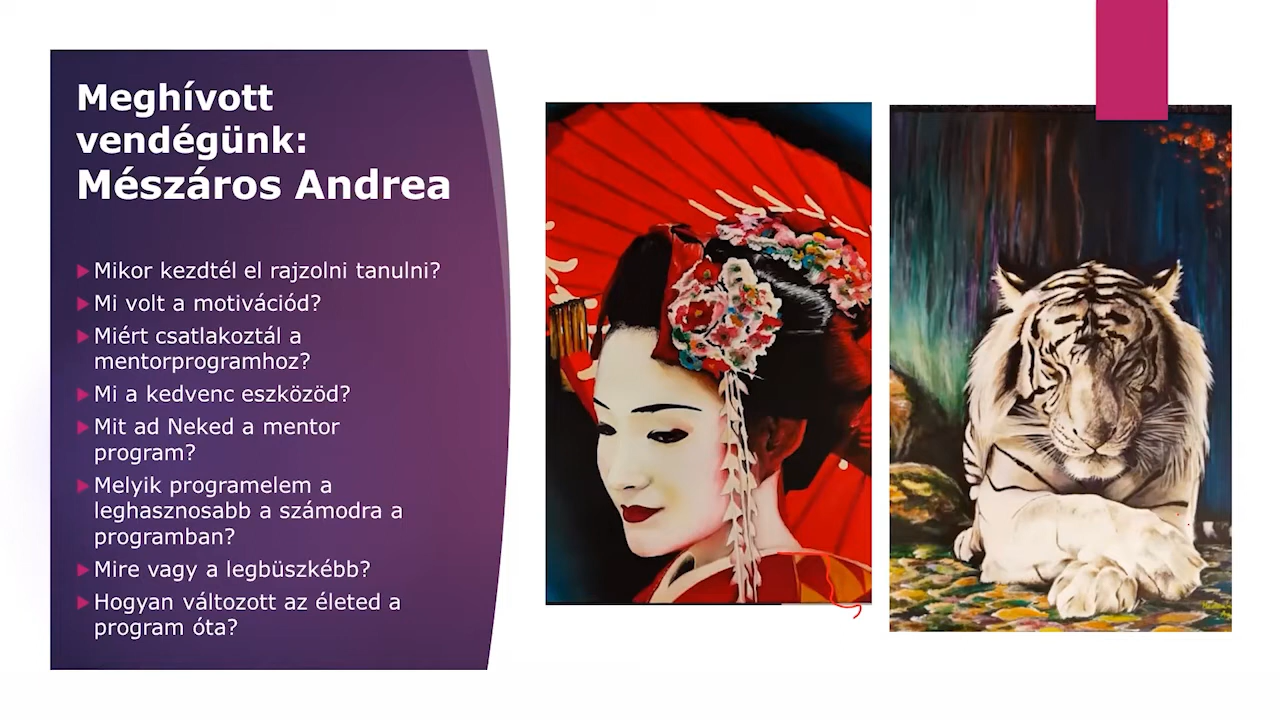 Meghívott
vendégünk:
Mészáros Andrea
Mikor kezdtél el rajzolni tanulni?
Mi volt a motivációd?
Miért csatlakoztál a
mentorprogramhoz?
Mi a kedvenc eszközöd?
Mit ad Neked a mentor
program?
Melyik programelem a
leghasznosabb a számodra a
programban?
Mire vagy a legbüszkébb?
Hogyan változott az életed a
program óta?